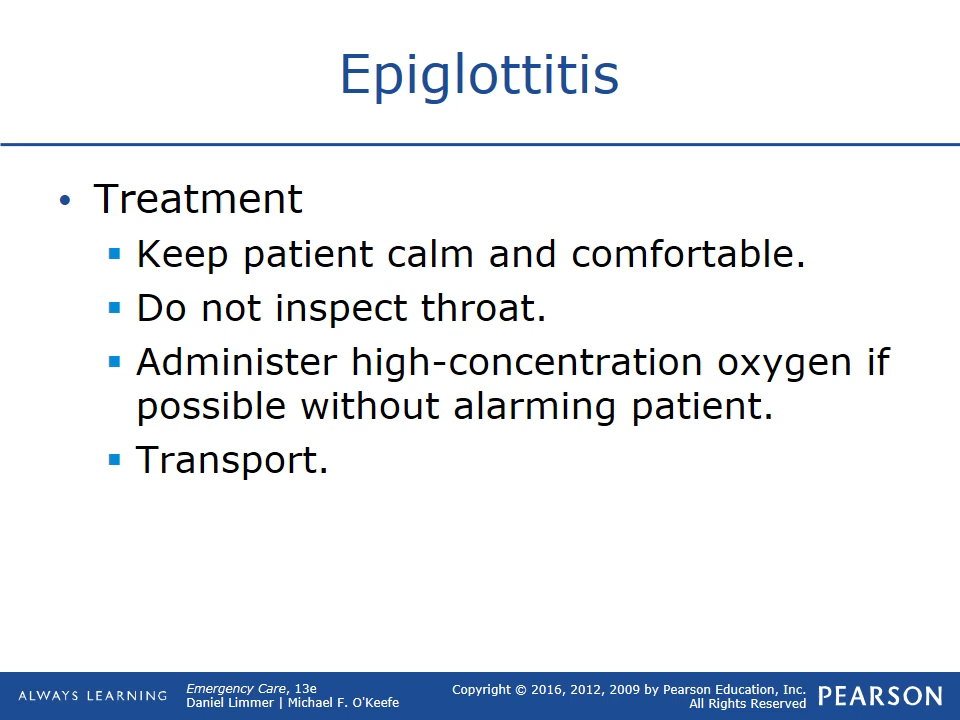 Epiglottitis
• Treatment
▪ Keep patient calm and comfortable.
▪ Do not inspect throat.
▪ Administer high-concentration oxygen if
possible without alarming patient.
▪ Transport.
ALWAYS LEARNING
Emergency Care, 13e
Daniel Limmer | Michael F. O'Keefe
Copyright © 2016, 2012, 2009 by Pearson Education, Inc.
All Rights Reserved
PEARSON